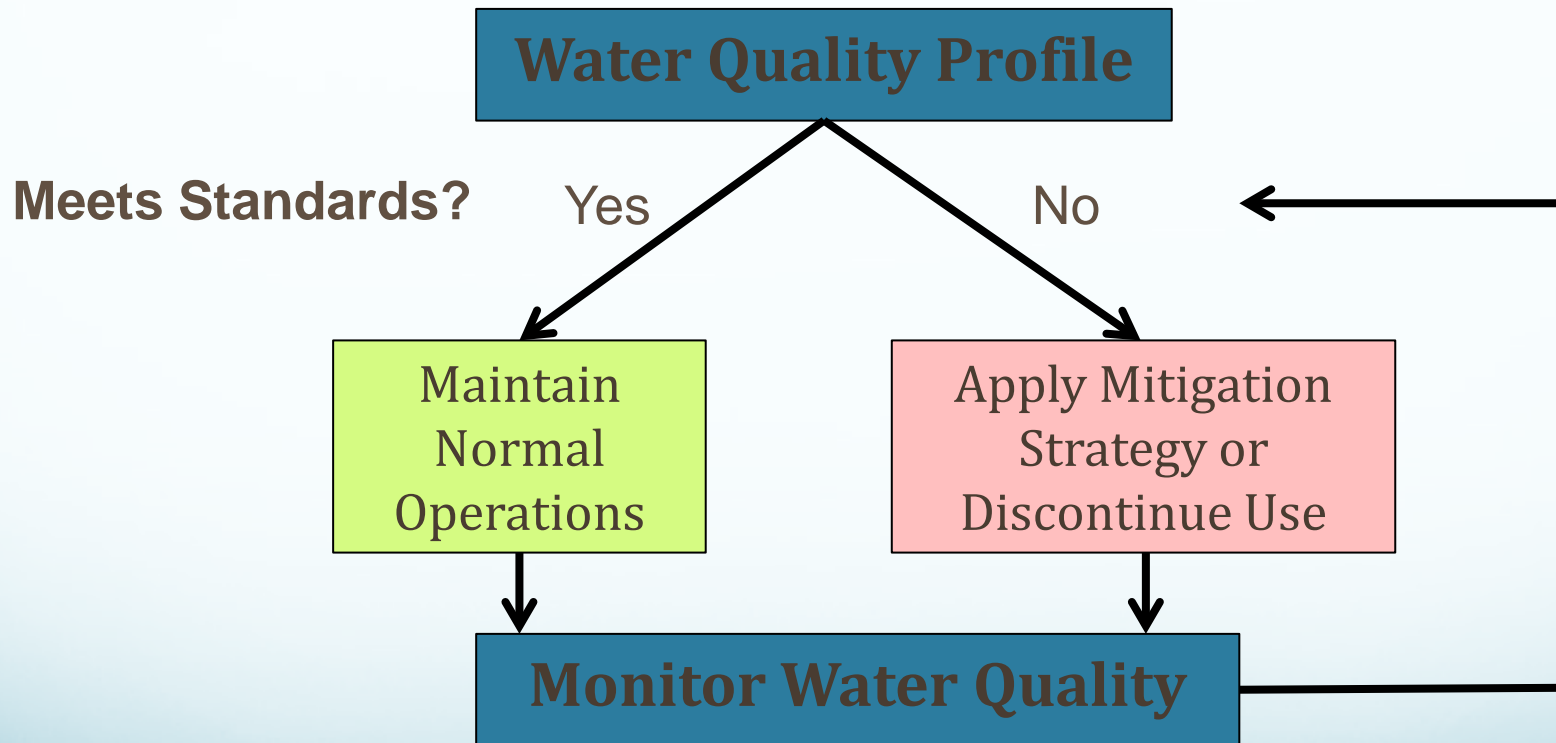 Water Quality Profile
Meets Standards?
Yes
No
Maintain
Normal
Operations
Apply Mitigation
Strategy or
Discontinue Use
Monitor Water Quality